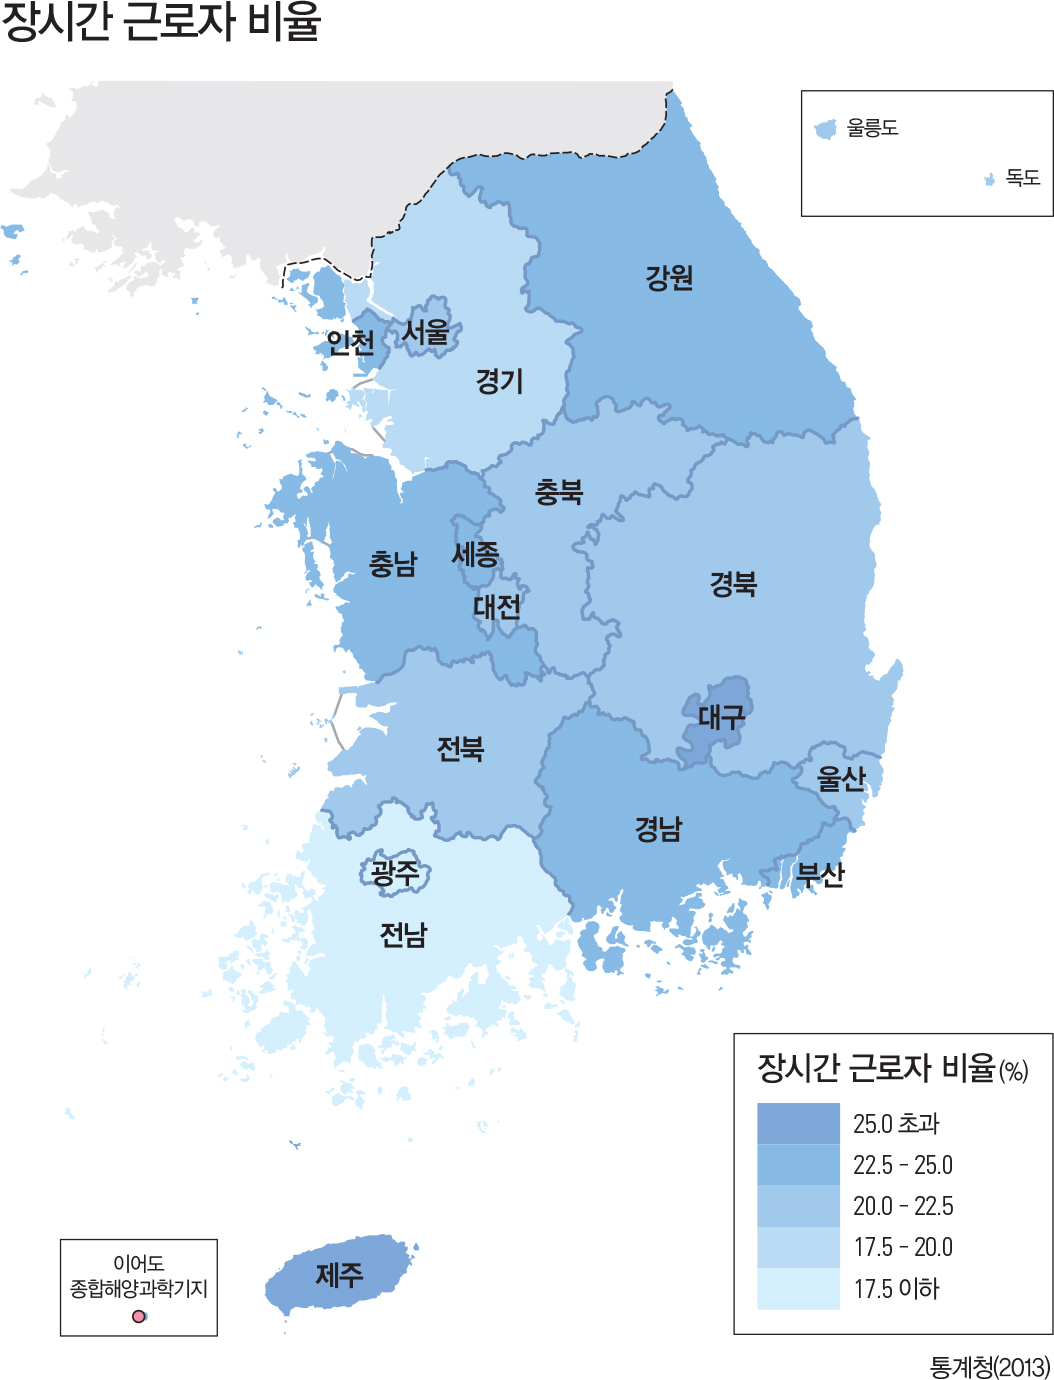 장시간 근로자 비율
울릉도
독도
강원
서울
인천
경기
충북
충남
세종
경북
대전
대구
전북
울산
경남
부산
광주
전남
장시간 근로자 비율(%)
25.0 초과
22.5 - 25.0
20.0 - 22.5
17.5 - 20.0
17.5 이하
이어도
종합해양과학기지
제주
통계청(2013)